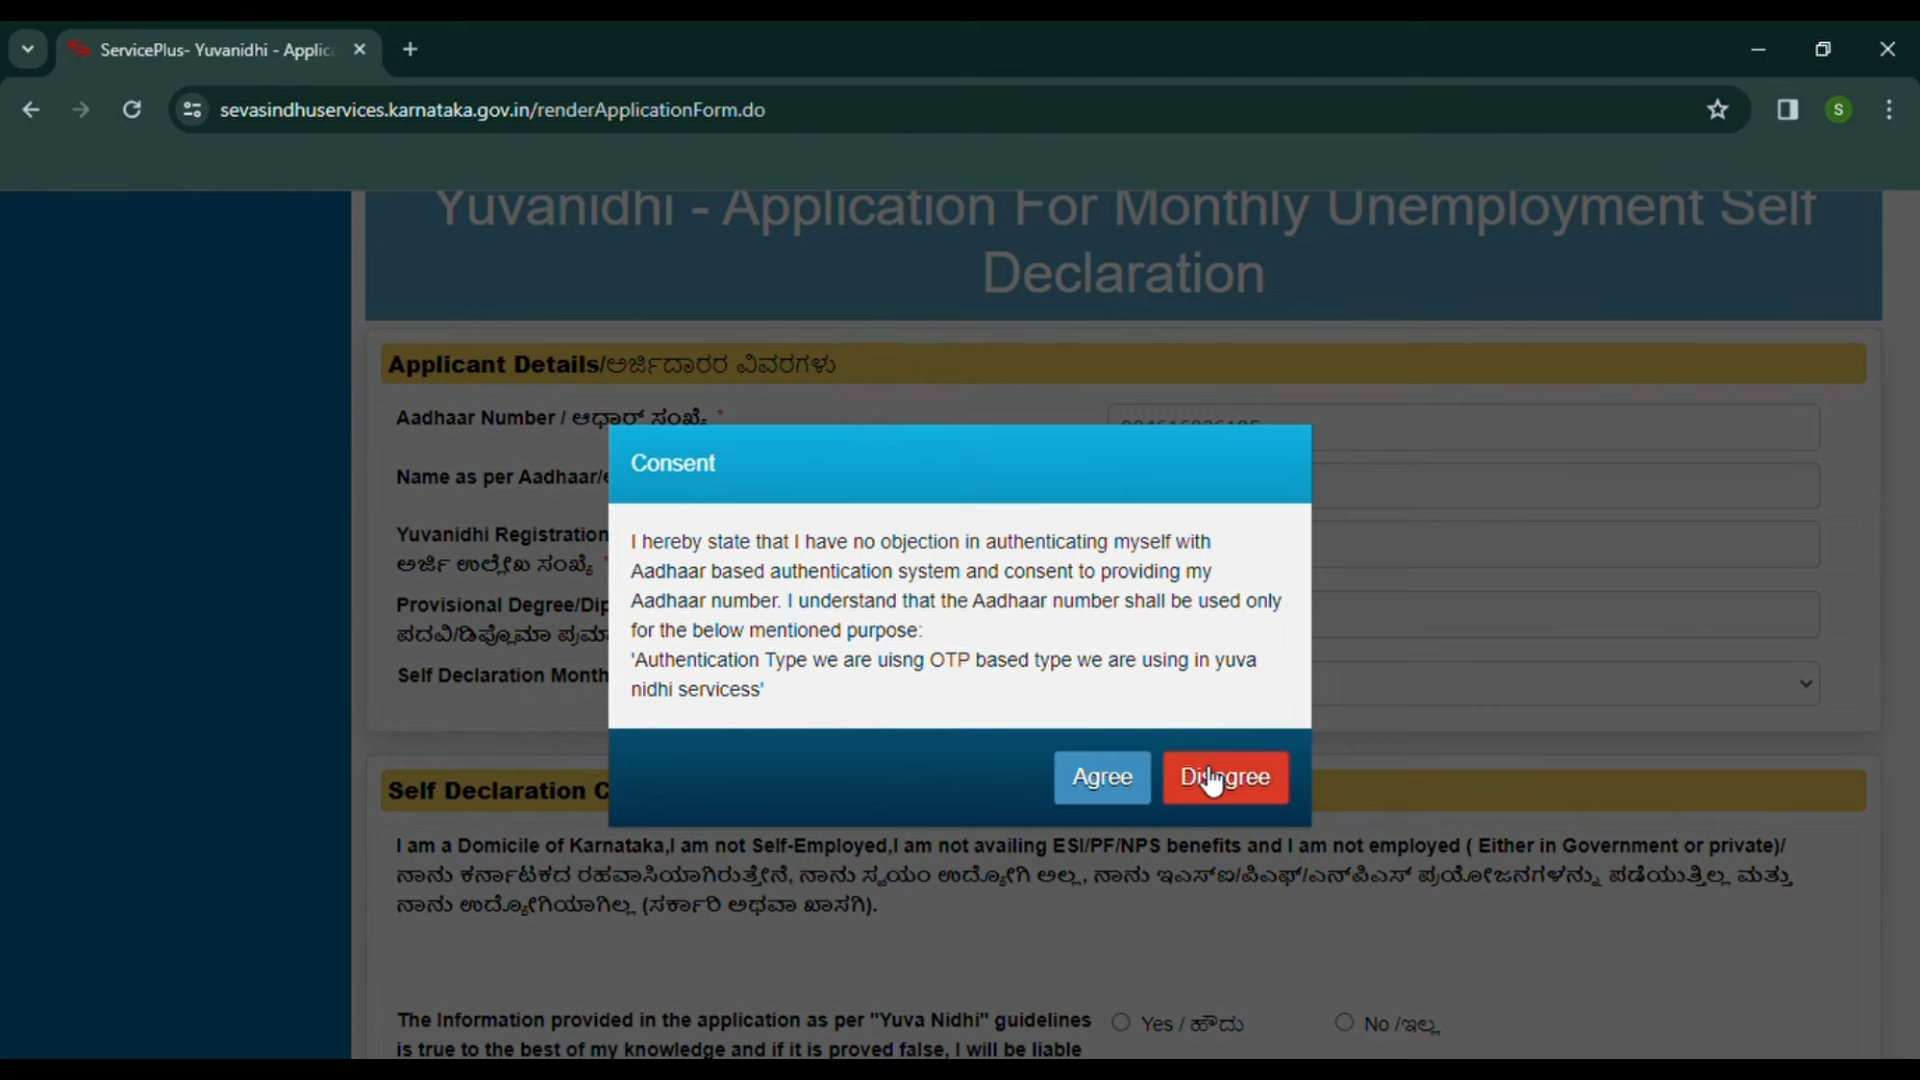 ServicePlus- Yuvanidhi - Applic
sevasindhuservices.karnataka.gov.in/renderApplicationForm.do
S
Yuvanidhi - Application For Monthly Unemployment Self
Declaration
Applicant Details/ಅರ್ಜಿದಾರರ ವಿವರಗಳು
Aadhaar Number / ಆಧಾರ್ ಸಂಖ್ಯೆ *
Name as per Aadhaar/
Yuvanidhi Registration
ಅರ್ಜಿ ಉಲ್ಲೇಖ ಸಂಖ್ಯೆ *
Provisional Degree/Dip
ಪದವಿ/ಡಿಪ್ಲೊಮಾ ಪ್ರಮಾ
Self Declaration Month
Consent
I hereby state that I have no objection in authenticating myself with
Aadhaar based authentication system and consent to providing my
Aadhaar number. I understand that the Aadhaar number shall be used only
for the below mentioned purpose:
'Authentication Type we are uisng OTP based type we are using in yuva
nidhi servicess'
Agree Disagree
Self Declaration C
I am a Domicile of Karnataka,I am not Self-Employed,I am not availing ESI/PF/NPS benefits and I am not employed ( Either in Government or private)/
ನಾನು ಕರ್ನಾಟಕದ ರಹವಾಸಿಯಾಗಿರುತ್ತೇನೆ, ನಾನು ಸ್ವಯಂ ಉದ್ಯೋಗಿ ಅಲ್ಲ, ನಾನು ಇಎಸ್ಐ/ಪಿಎಫ್/ಎನ್‌ಪಿಎಸ್ ಪ್ರಯೋಜನಗಳನ್ನು ಪಡೆಯುತ್ತಿಲ್ಲ ಮತ್ತು
ನಾನು ಉದ್ಯೋಗಿಯಾಗಿಲ್ಲ (ಸರ್ಕಾರಿ ಅಥವಾ ಖಾಸಗಿ).
The Information provided in the application as per "Yuva Nidhi" guidelines
is true to the best of my knowledge and if it is proved false, I will be liable
Yes / ಹೌದು No /ಇಲ್ಲ